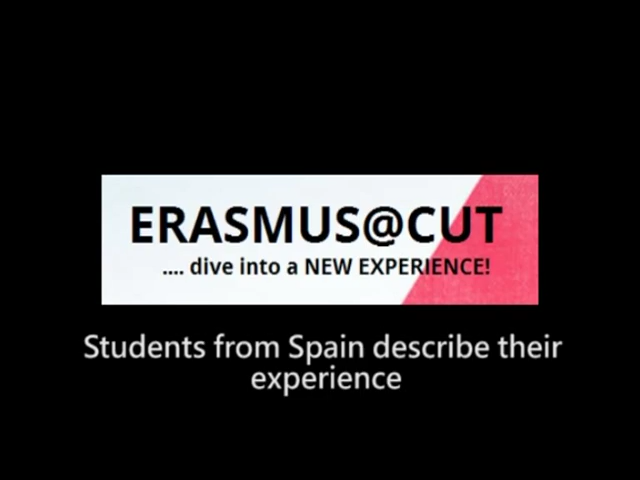 ERASMUS@CUT
.... dive into a NEW EXPERIENCE!
Students from Spain describe their
experience